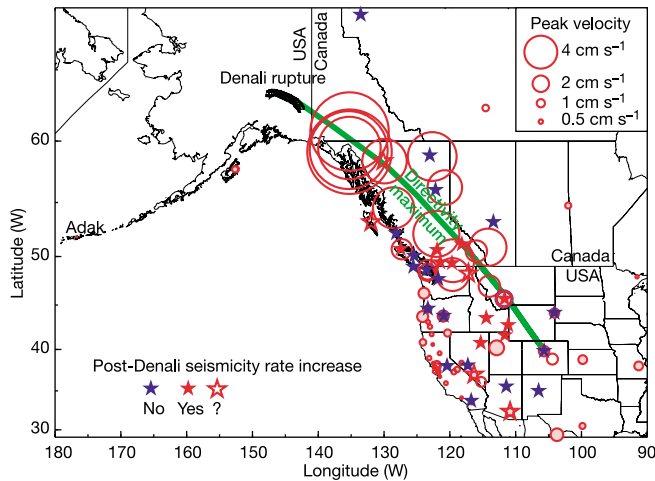 Peak velocity
4 cm s⁻¹
2 cm s⁻¹
1 cm s⁻¹
0.5 cm s⁻¹
USA
Canada
Denali rupture
Directivity
maximum
Adak
Canada
USA
Post-Denali seismicity rate increase
No Yes ?
60
50
40
30
Latitude (W)
180 170 160 150 140 130 120 110 100 90
Longitude (W)